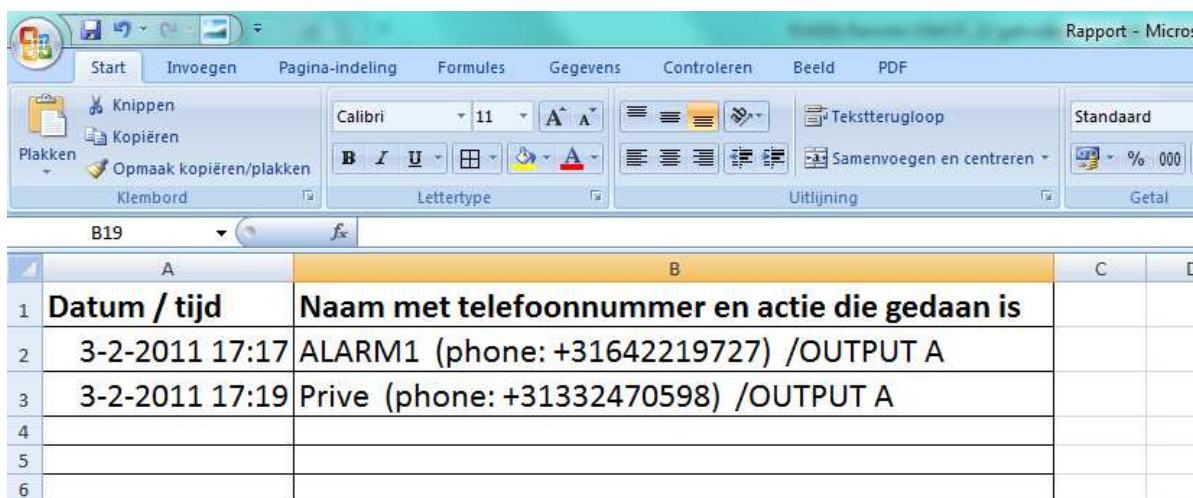 Rapport - Micros
Start Invoegen Pagina-indeling Formules Gegevens Controleren Beeld PDF
Plakken
Knippen
Kopiëren
Opmaak kopiëren/plakken
Klembord
Calibri 11 A A
B I U A
Lettertype
Tekstterugloop
Samenvoegen en centreren
Uitlijning
Standaard
% 000
Getal
B19 fx
A B C
1 Datum / tijd Naam met telefoonnummer en actie die gedaan is
2 3-2-2011 17:17 ALARM1 (phone: +31642219727) /OUTPUT A
3 3-2-2011 17:19 Prive (phone: +31332470598) /OUTPUT A
4
5
6